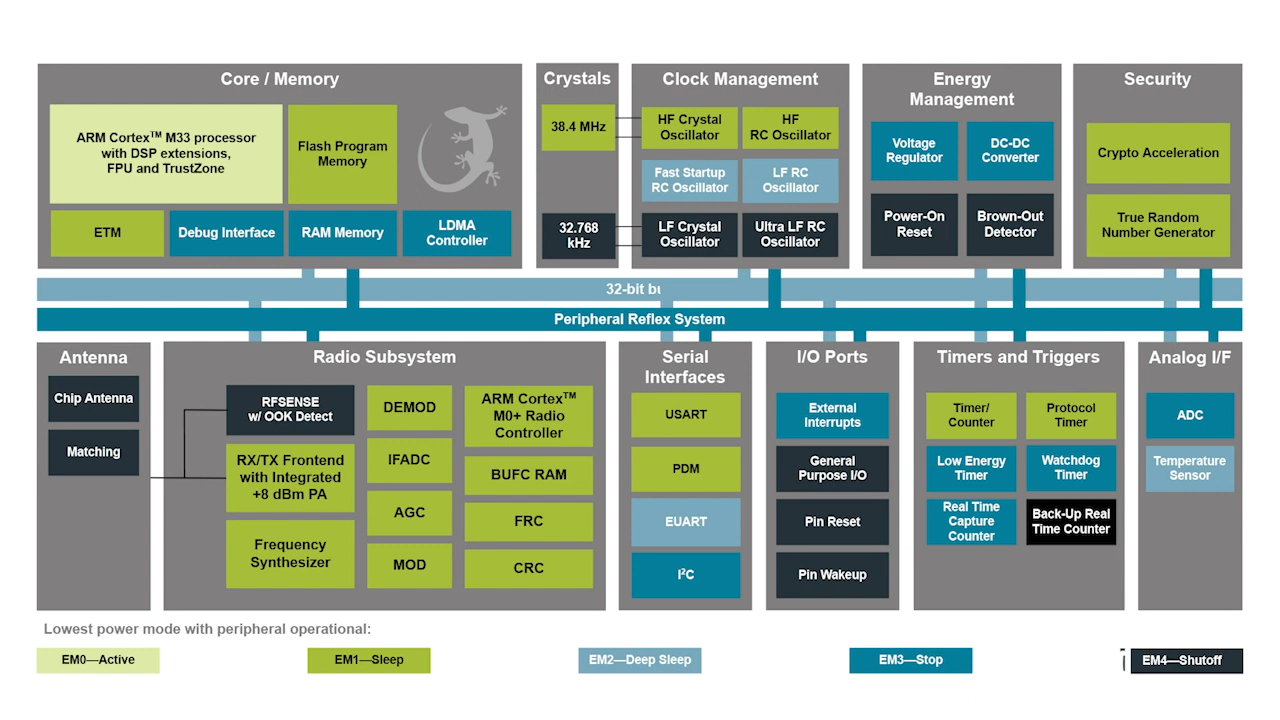 Core / Memory
ARM Cortex™ M33 processor
with DSP extensions,
FPU and TrustZone
Flash Program
Memory
ETM
Debug Interface
RAM Memory
LDMA
Controller
Crystals
38.4 MHz
32.768
kHz
Clock Management
HF Crystal
Oscillator
HF
RC Oscillator
Fast Startup
RC Oscillator
LF RC
Oscillator
LF Crystal
Oscillator
Ultra LF RC
Oscillator
Energy
Management
Voltage
Regulator
DC-DC
Converter
Power-On
Reset
Brown-Out
Detector
Security
Crypto Acceleration
True Random
Number Generator
32-bit
Peripheral Reflex System
Antenna
Chip Antenna
Matching
Radio Subsystem
RFSENSE
w/ OOK Detect
RX/TX Frontend
with Integrated
+8 dBm PA
Frequency
Synthesizer
DEMOD
IFADC
AGC
MOD
ARM Cortex™
M0+ Radio
Controller
BUFC RAM
FRC
CRC
Serial
Interfaces
USART
PDM
EUART
I²C
I/O Ports
External
Interrupts
General
Purpose I/O
Pin Reset
Pin Wakeup
Timers and Triggers
Timer/
Counter
Protocol
Timer
Low Energy
Timer
Watchdog
Timer
Real Time
Capture
Counter
Back-Up Real
Time Counter
Analog I/F
ADC
Temperature
Sensor
Lowest power mode with peripheral operational:
EM0—Active
EM1—Sleep
EM2—Deep Sleep
EM3—Stop
EM4—Shutoff